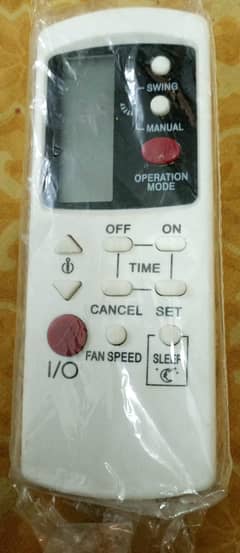 SWING
MANUAL
OPERATION
MODE
OFF ON
TIME
CANCEL SET
I/O FAN SPEED SLEEP